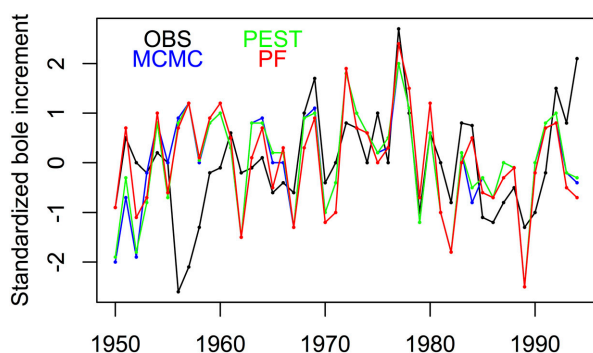 OBS PEST
MCMC PF
Standardized bole increment
2
1
0
-1
-2
1950 1960 1970 1980 1990